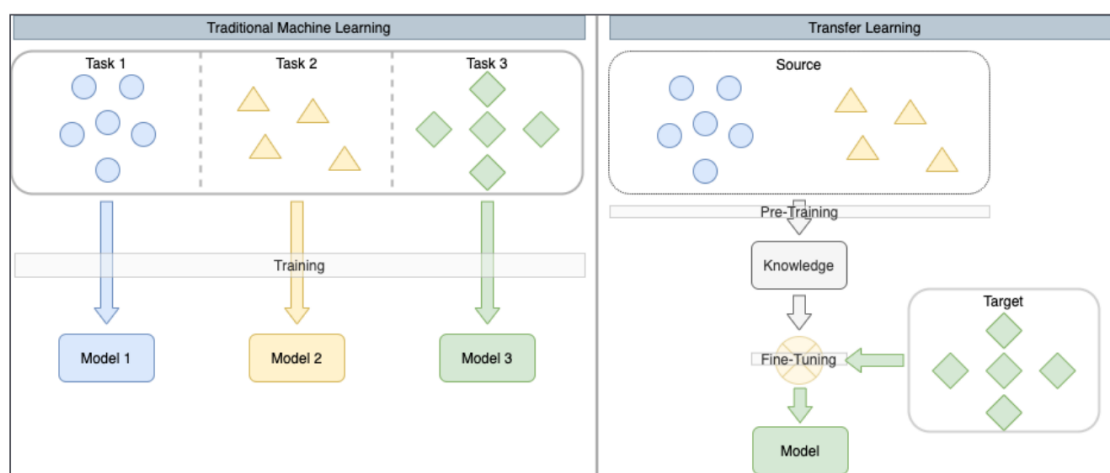 Traditional Machine Learning
Task 1
Task 2
Task 3
Training
Model 1
Model 2
Model 3
Transfer Learning
Source
Pre-Training
Knowledge
Target
Fine-Tuning
Model